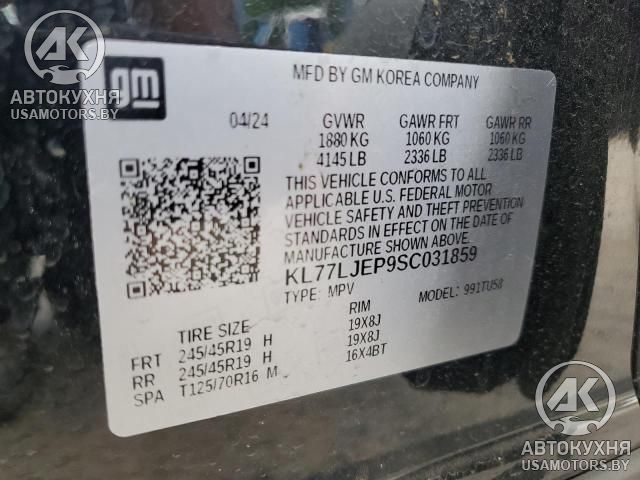 AK
АВТОКУХНЯ
USAMOTORS.BY
gm
MFD BY GM KOREA COMPANY
04/24 GVWR GAWR FRT GAWR RR
1880 KG 1060 KG 1060 KG
4145 LB 2336 LB 2336 LB
THIS VEHICLE CONFORMS TO ALL
APPLICABLE U.S. FEDERAL MOTOR
VEHICLE SAFETY AND THEFT PREVENTION
STANDARDS IN EFFECT ON THE DATE OF
MANUFACTURE SHOWN ABOVE.
KL77LJEP9SC031859
TYPE: MPV MODEL: 991TU58
TIRE SIZE RIM
FRT 245/45R19 H 19X8J
RR 245/45R19 H 19X8J
SPA T125/70R16 M 16X4BT
AK
АВТОКУХНЯ
USAMOTORS.BY